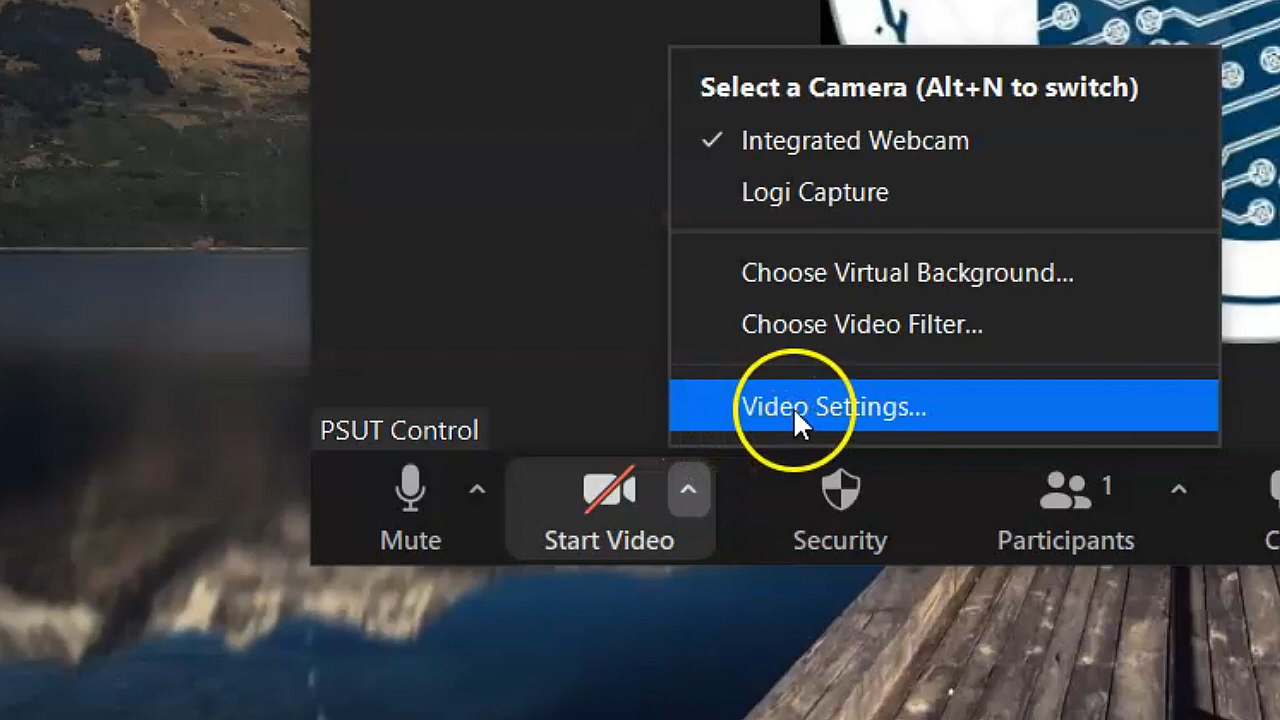 Select a Camera (Alt+N to switch)
Integrated Webcam
Logi Capture
Choose Virtual Background...
Choose Video Filter...
Video Settings...
PSUT Control
1
Mute
Start Video
Security
Participants